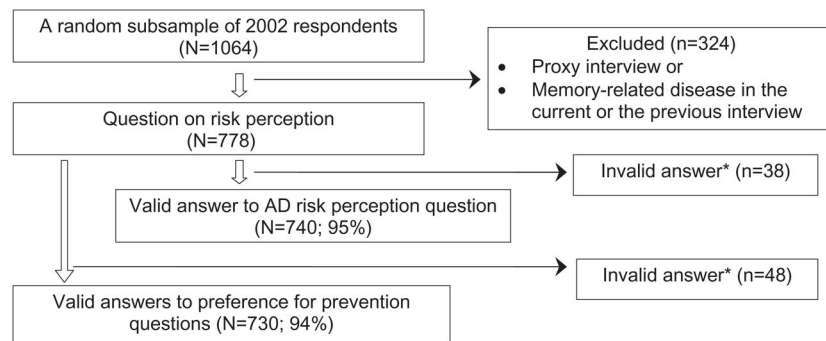 A random subsample of 2002 respondents
(N=1064)
Excluded (n=324)
• Proxy interview or
• Memory-related disease in the
current or the previous interview
Question on risk perception
(N=778)
Invalid answer* (n=38)
Valid answer to AD risk perception question
(N=740; 95%)
Invalid answer* (n=48)
Valid answers to preference for prevention
questions (N=730; 94%)